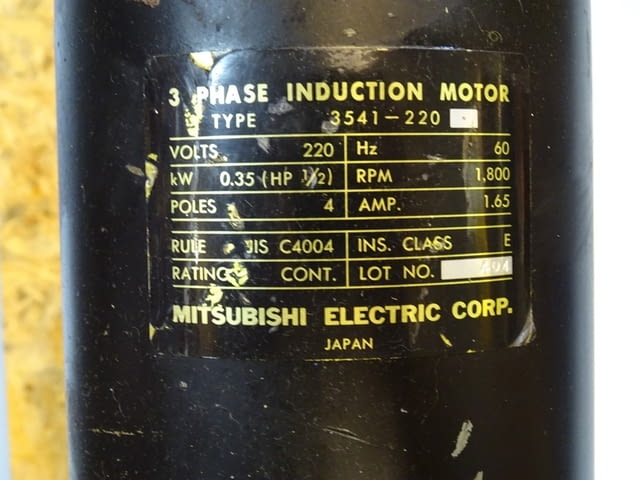 3 PHASE INDUCTION MOTOR
TYPE 3541-220
VOLTS 220 Hz 60
kW 0.35 (HP 1/2) RPM 1,800
POLES 4 AMP. 1.65
RULE JIS C4004 INS. CLASS E
RATING CONT. LOT NO.
MITSUBISHI ELECTRIC CORP.
JAPAN